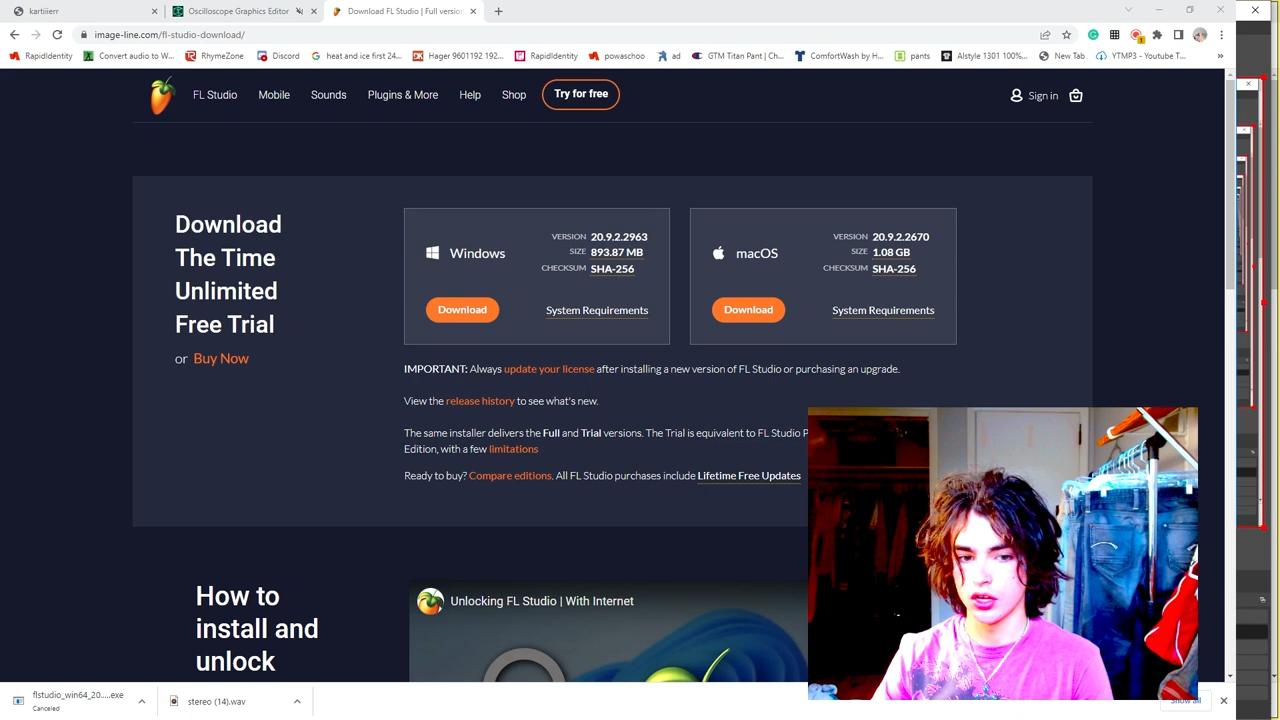 kartiiierr
Oscilloscope Graphics Editor
Download FL Studio | Full versio
image-line.com/fl-studio-download/
RapidIdentity
Convert audio to W...
RhymeZone
Discord
heat and ice first 24...
Hager 9601192 192...
RapidIdentity
powaschoo
ad
GTM Titan Pant | Ch...
ComfortWash by H...
pants
Alstyle 1301 100%...
New Tab
YTMP3 - Youtube T...
FL Studio
Mobile
Sounds
Plugins & More
Help
Shop
Try for free
Sign in
Download
The Time
Unlimited
Free Trial
or Buy Now
Windows
VERSION 20.9.2.2963
SIZE 893.87 MB
CHECKSUM SHA-256
Download
System Requirements
macOS
VERSION 20.9.2.2670
SIZE 1.08 GB
CHECKSUM SHA-256
Download
System Requirements
IMPORTANT: Always update your license after installing a new version of FL Studio or purchasing an upgrade.
View the release history to see what's new.
The same installer delivers the Full and Trial versions. The Trial is equivalent to FL Studio P
Edition, with a few limitations
Ready to buy? Compare editions. All FL Studio purchases include Lifetime Free Updates
How to
install and
unlock
Unlocking FL Studio | With Internet
flstudio_win64_20.....exe
Canceled
stereo (14).wav
Show all